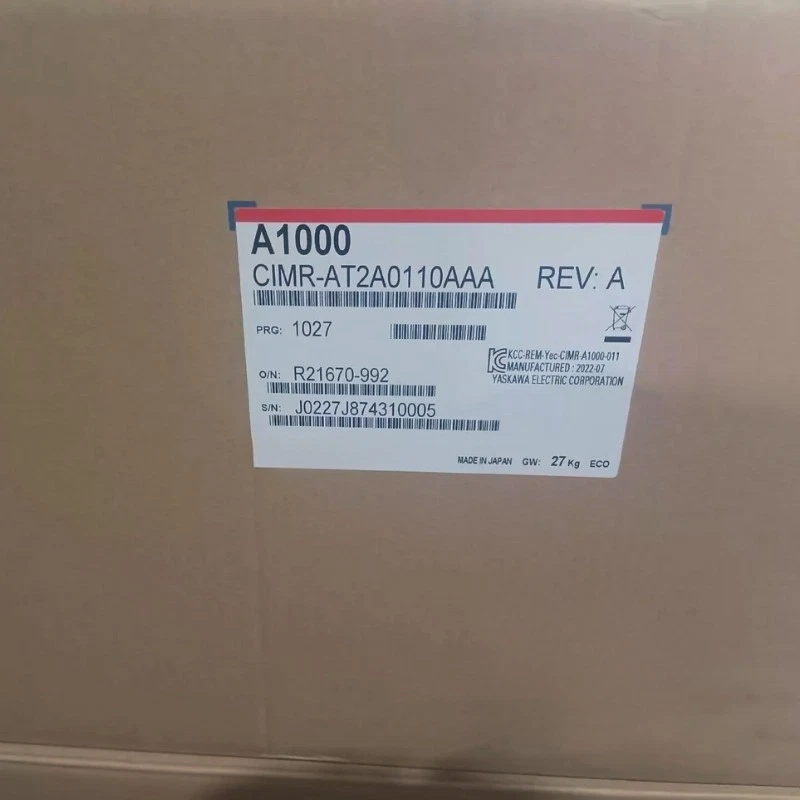 A1000
CIMR-AT2A0110AAA REV: A
PRG: 1027
KCC-REM-Yec-CIMR-A1000-011
MANUFACTURED : 2022-07
YASKAWA ELECTRIC CORPORATION
O/N: R21670-992
S/N: J0227J874310005
MADE IN JAPAN GW: 27 Kg ECO